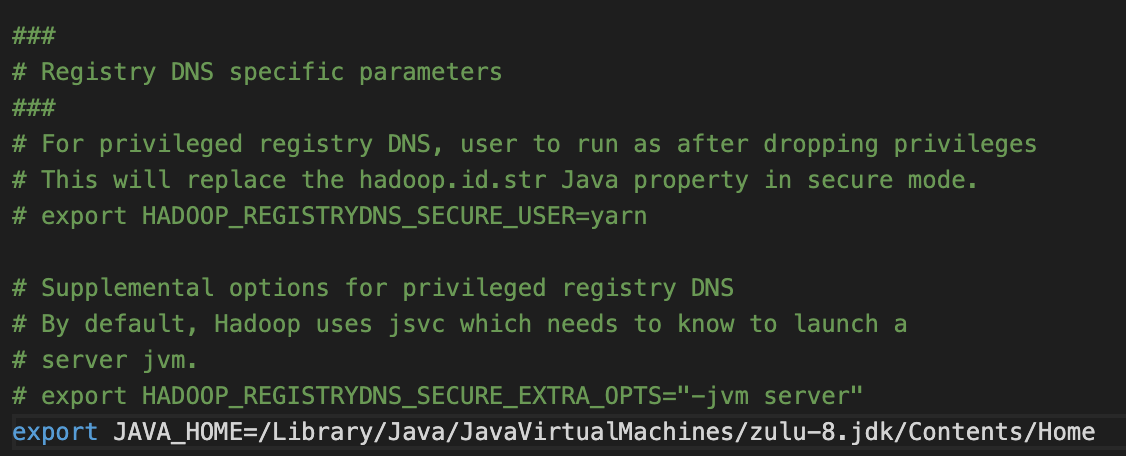 ###
# Registry DNS specific parameters
###
# For privileged registry DNS, user to run as after dropping privileges
# This will replace the hadoop.id.str Java property in secure mode.
# export HADOOP_REGISTRYDNS_SECURE_USER=yarn

# Supplemental options for privileged registry DNS
# By default, Hadoop uses jsvc which needs to know to launch a
# server jvm.
# export HADOOP_REGISTRYDNS_SECURE_EXTRA_OPTS="-jvm server"
export JAVA_HOME=/Library/Java/JavaVirtualMachines/zulu-8.jdk/Contents/Home